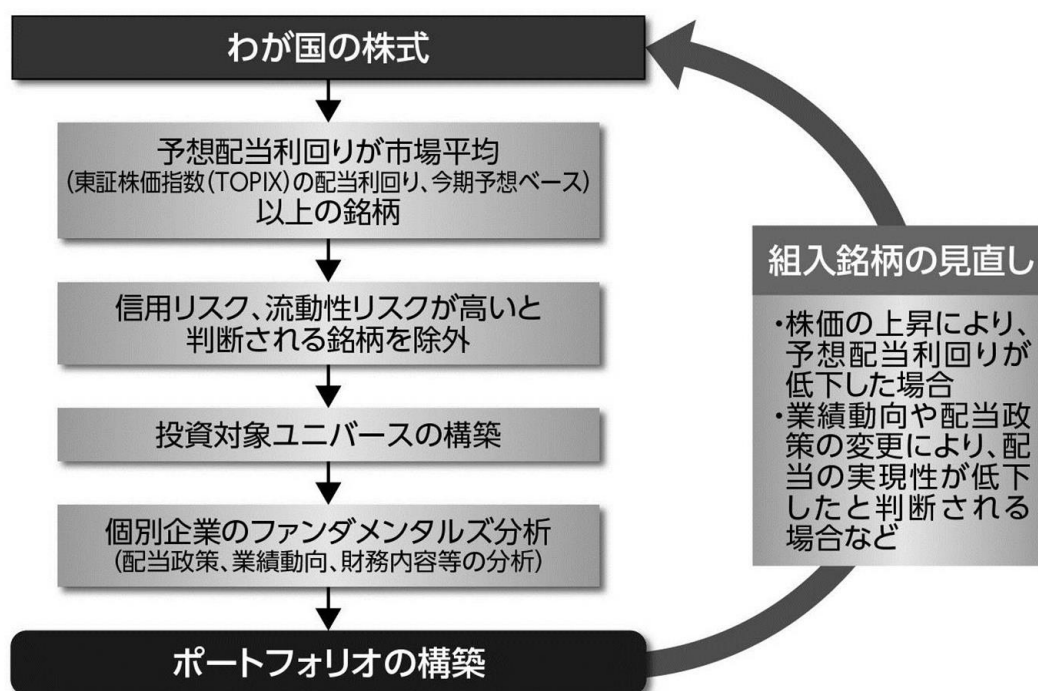 わが国の株式
予想配当利回りが市場平均
(東証株価指数(TOPIX)の配当利回り、今期予想ベース)
以上の銘柄
信用リスク、流動性リスクが高いと
判断される銘柄を除外
投資対象ユニバースの構築
個別企業のファンダメンタルズ分析
(配当政策、業績動向、財務内容等の分析)
ポートフォリオの構築
組入銘柄の見直し
・株価の上昇により、
予想配当利回りが
低下した場合
・業績動向や配当政
策の変更により、配
当の実現性が低下
したと判断される
場合など